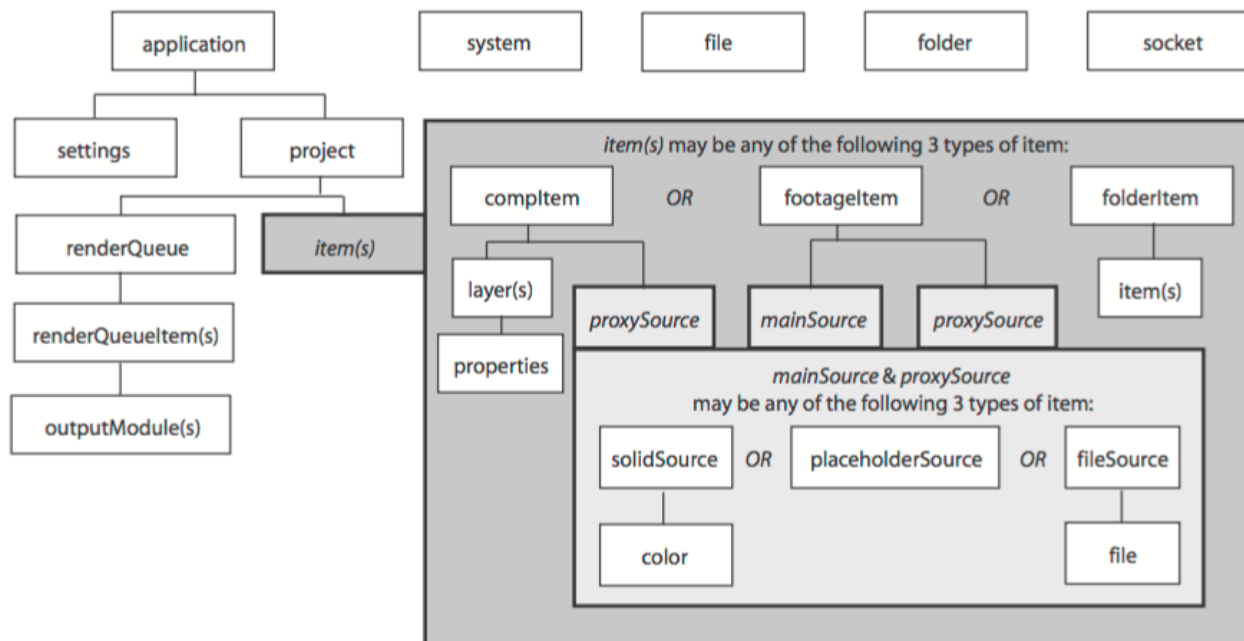 application
system
file
folder
socket
settings
project
item(s) may be any of the following 3 types of item:
compItem
OR
footageItem
OR
folderItem
renderQueue
item(s)
layer(s)
item(s)
proxySource
mainSource
proxySource
renderQueueItem(s)
properties
mainSource & proxySource
may be any of the following 3 types of item:
outputModule(s)
solidSource
OR
placeholderSource
OR
fileSource
color
file